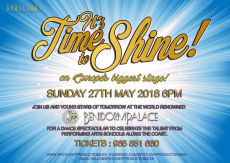 SPOTLIGHT
It's
Time to
Shine!
on Europe's biggest stage!
SUNDAY 27TH MAY 2018 6PM
JOIN US AND YOUNG STARS OF TOMORROW AT THE WORLD RENOWNED
BENIDORM PALACE
FOR A DANCE SPECTACULAR TO CELEBRATE THE TALENT FROM
PERFORMING ARTS SCHOOLS ALONG THE COAST.
TICKETS : 965 851 660